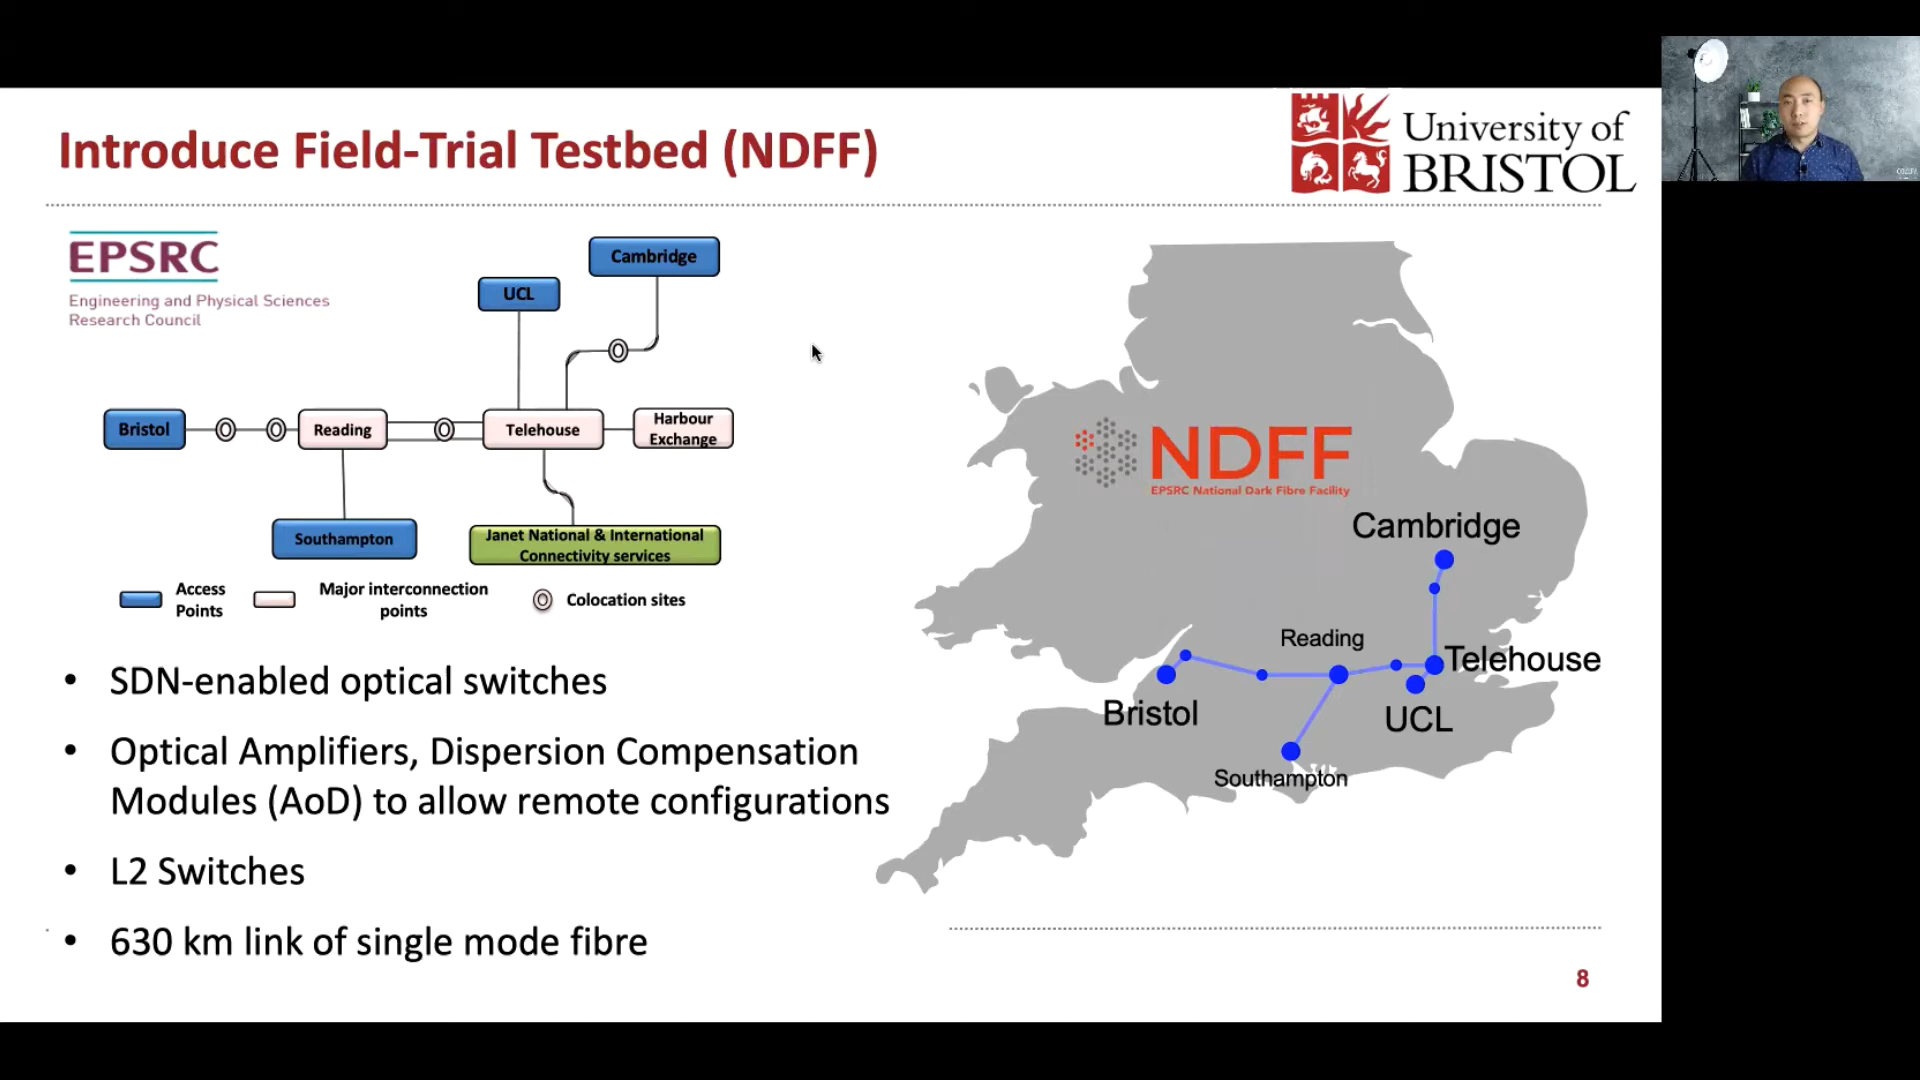 Introduce Field-Trial Testbed (NDFF)
University of
BRISTOL
EPSRC
Engineering and Physical Sciences
Research Council
Cambridge
UCL
Bristol
Reading
Telehouse
Harbour
Exchange
Southampton
Janet National & International
Connectivity services
Access
Points
Major interconnection
points
Colocation sites
• SDN-enabled optical switches
• Optical Amplifiers, Dispersion Compensation
Modules (AoD) to allow remote configurations
• L2 Switches
• 630 km link of single mode fibre
NDFF
EPSRC National Dark Fibre Facility
Cambridge
Reading
Telehouse
Bristol
UCL
Southampton
8